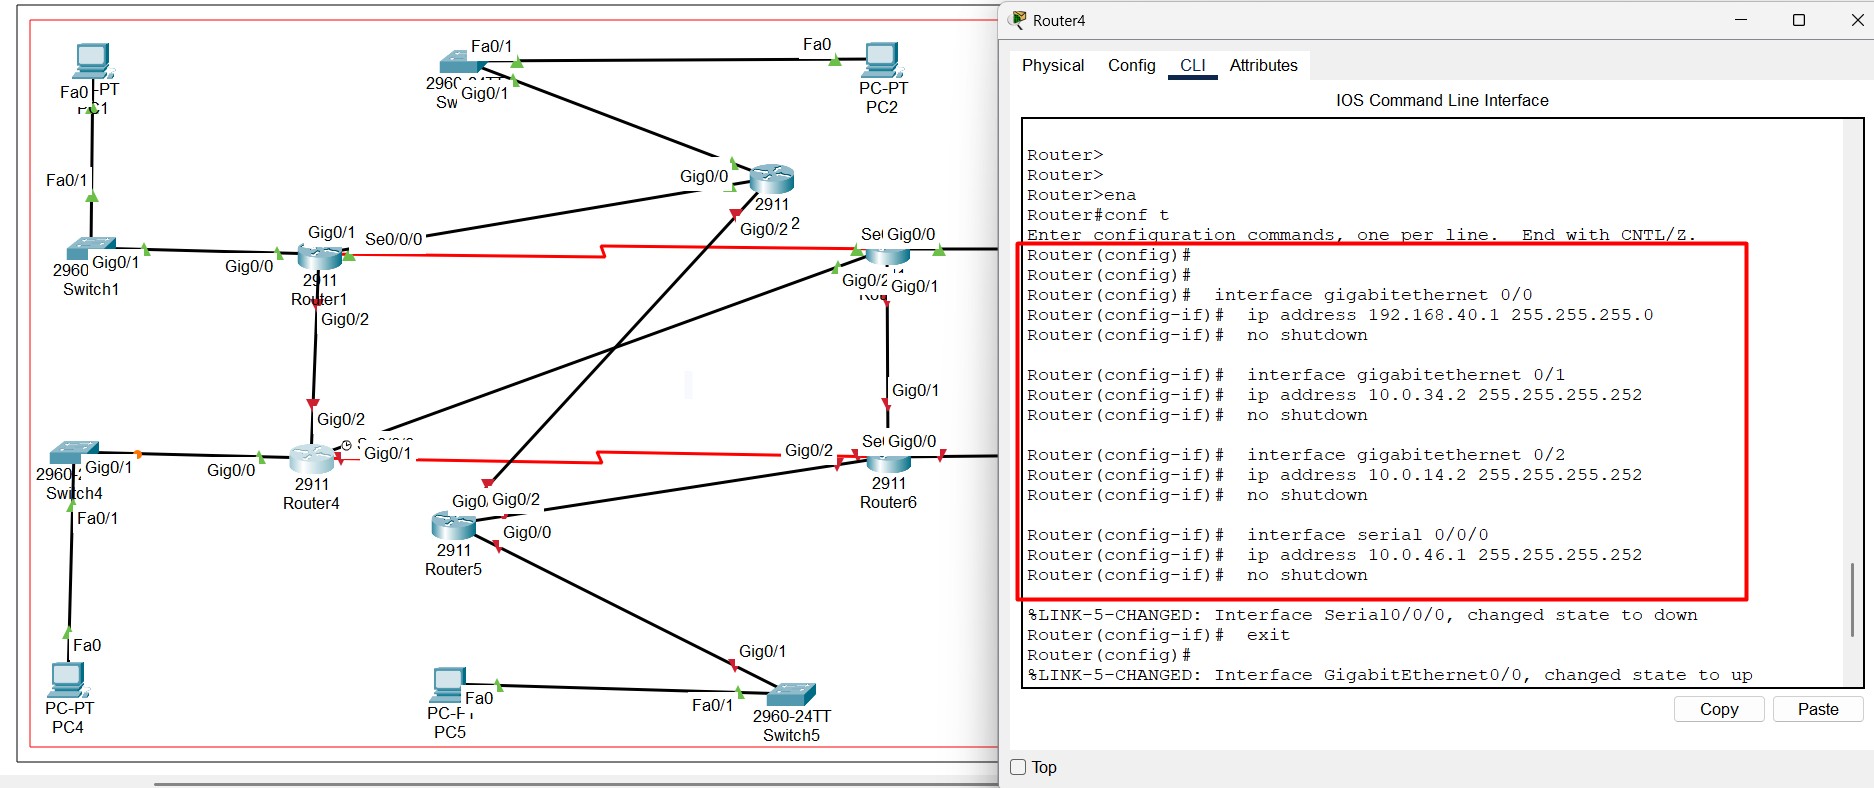 Fa0
-PT
PC1
Fa0/1
Gig0/1
2960
Switch1
Gig0/0
Gig0/1
Se0/0/0
2911
Router1
Gig0/2
Fa0/1
Gig0/1
Sw
Fa0
PC-PT
PC2
Gig0/0
2911
Gig0/2
2
Gig0/0
Gig0/2
Gig0/1
Gig0/1
Gig0/2
Gig0/1
Gig0/0
2911
Router4
Gig0/1
2960-
Switch4
Fa0/1
Fa0
PC-PT
PC4
Gig0/2
Gig0/0
2911
Router6
Gig0/2
Gig0/0
2911
Router5
Fa0
PC5
Gig0/1
Fa0/1
2960-24TT
Switch5
Router4
Physical Config CLI Attributes
IOS Command Line Interface
Router>
Router>
Router>ena
Router#conf t
Enter configuration commands, one per line. End with CNTL/Z.
Router(config)#
Router(config)#
Router(config)# interface gigabitethernet 0/0
Router(config-if)# ip address 192.168.40.1 255.255.255.0
Router(config-if)# no shutdown
Router(config-if)# interface gigabitethernet 0/1
Router(config-if)# ip address 10.0.34.2 255.255.255.252
Router(config-if)# no shutdown
Router(config-if)# interface gigabitethernet 0/2
Router(config-if)# ip address 10.0.14.2 255.255.255.252
Router(config-if)# no shutdown
Router(config-if)# interface serial 0/0/0
Router(config-if)# ip address 10.0.46.1 255.255.255.252
Router(config-if)# no shutdown
%LINK-5-CHANGED: Interface Serial0/0/0, changed state to down
Router(config-if)# exit
Router(config)#
%LINK-5-CHANGED: Interface GigabitEthernet0/0, changed state to up
Copy Paste
Top